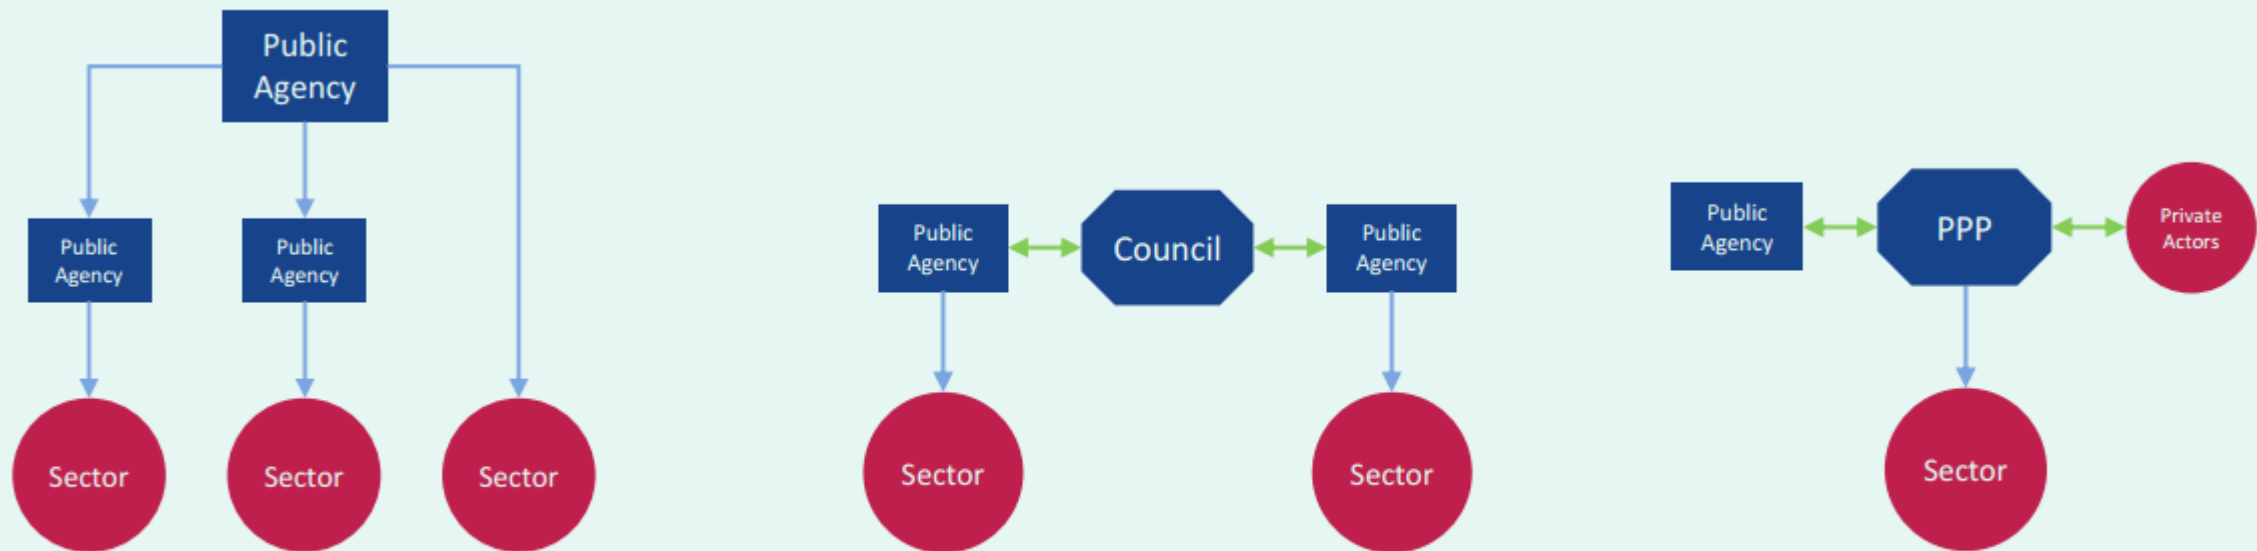 Public
Agency
Public
Agency
Public
Agency
Sector
Sector
Sector
Public
Agency
Council
Public
Agency
Sector
Sector
Public
Agency
PPP
Private
Actors
Sector